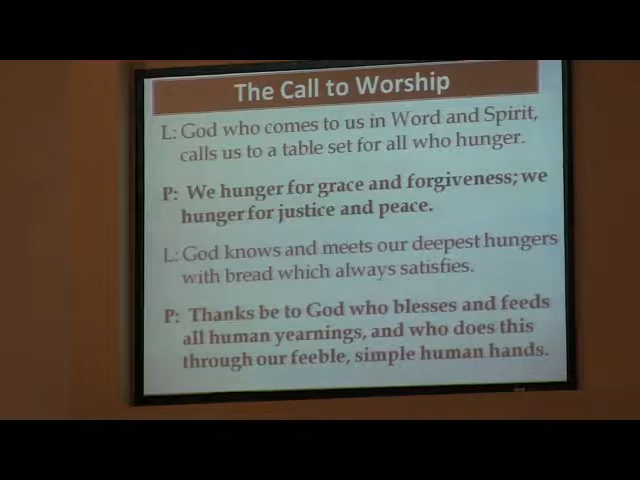 The Call to Worship
L: God who comes to us in Word and Spirit,
calls us to a table set for all who hunger.
P: We hunger for grace and forgiveness; we
hunger for justice and peace.
L: God knows and meets our deepest hungers
with bread which always satisfies.
P: Thanks be to God who blesses and feeds
all human yearnings, and who does this
through our feeble, simple human hands.